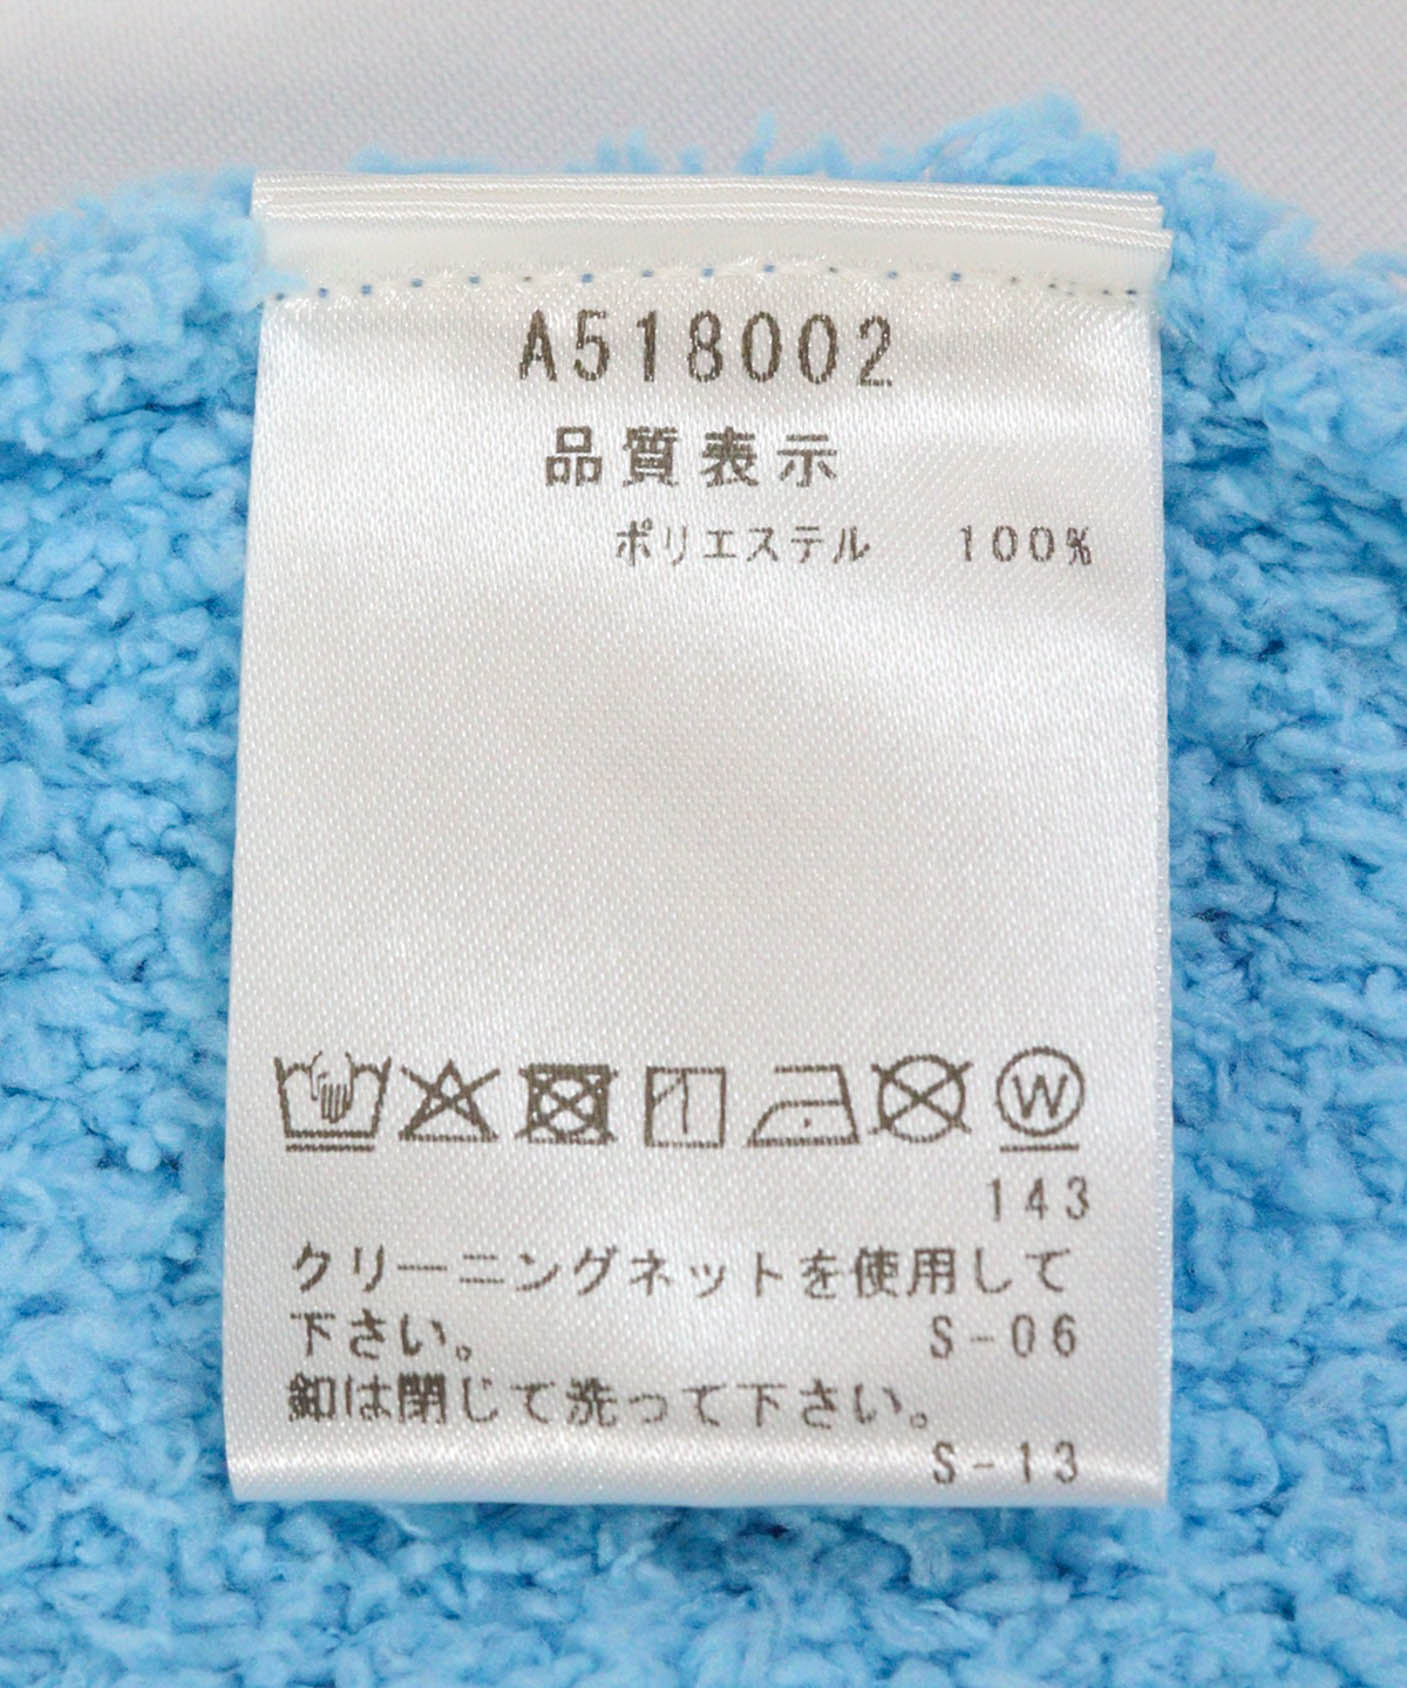 A518002
品質表示
ポリエステル 100%
W
143
クリーニングネットを使用して
下さい。 S-06
釦は閉じて洗って下さい。
S-13